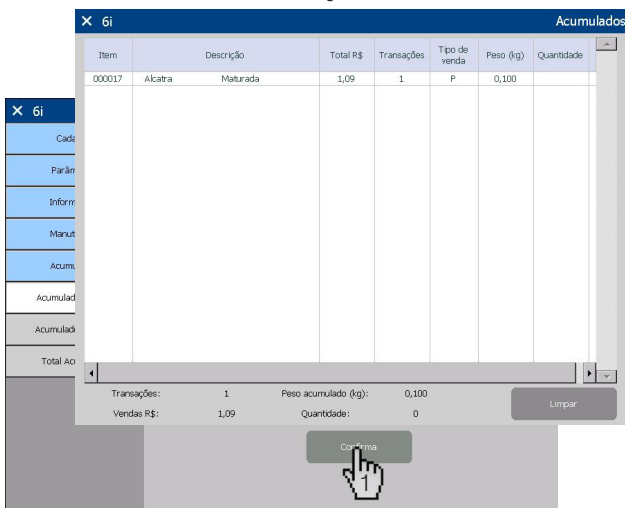 6i Acumulados
Item Descrição Total R$ Transações Tipo de venda Peso (kg) Quantidade
000017 Alcatra Maturada 1,09 1 P 0,100
6i
Cada
Parâm
Inform
Manut
Acumu
Acumulad
Acumulad
Total Acu
Transações: 1 Peso acumulado (kg): 0,100
Vendas R$: 1,09 Quantidade: 0
Limpar
Confirma
1